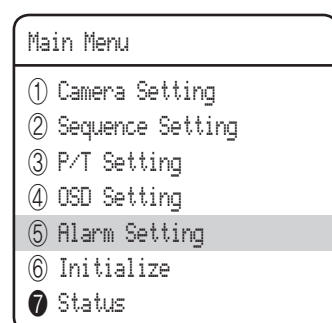 Main Menu
① Camera Setting
② Sequence Setting
③ P/T Setting
④ OSD Setting
⑤ Alarm Setting
⑥ Initialize
❼ Status